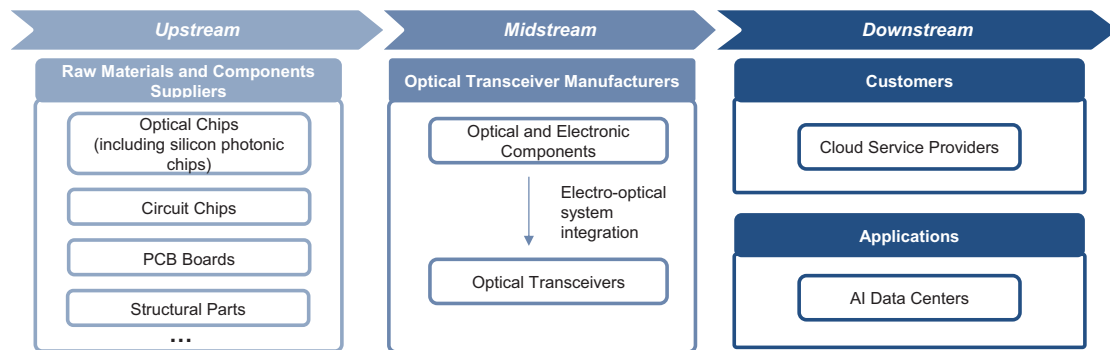 Upstream
Midstream
Downstream
Raw Materials and Components
Suppliers
Optical Chips
(including silicon photonic
chips)
Circuit Chips
PCB Boards
Structural Parts
...
Optical Transceiver Manufacturers
Optical and Electronic
Components
Electro-optical
system
integration
Optical Transceivers
Customers
Cloud Service Providers
Applications
AI Data Centers